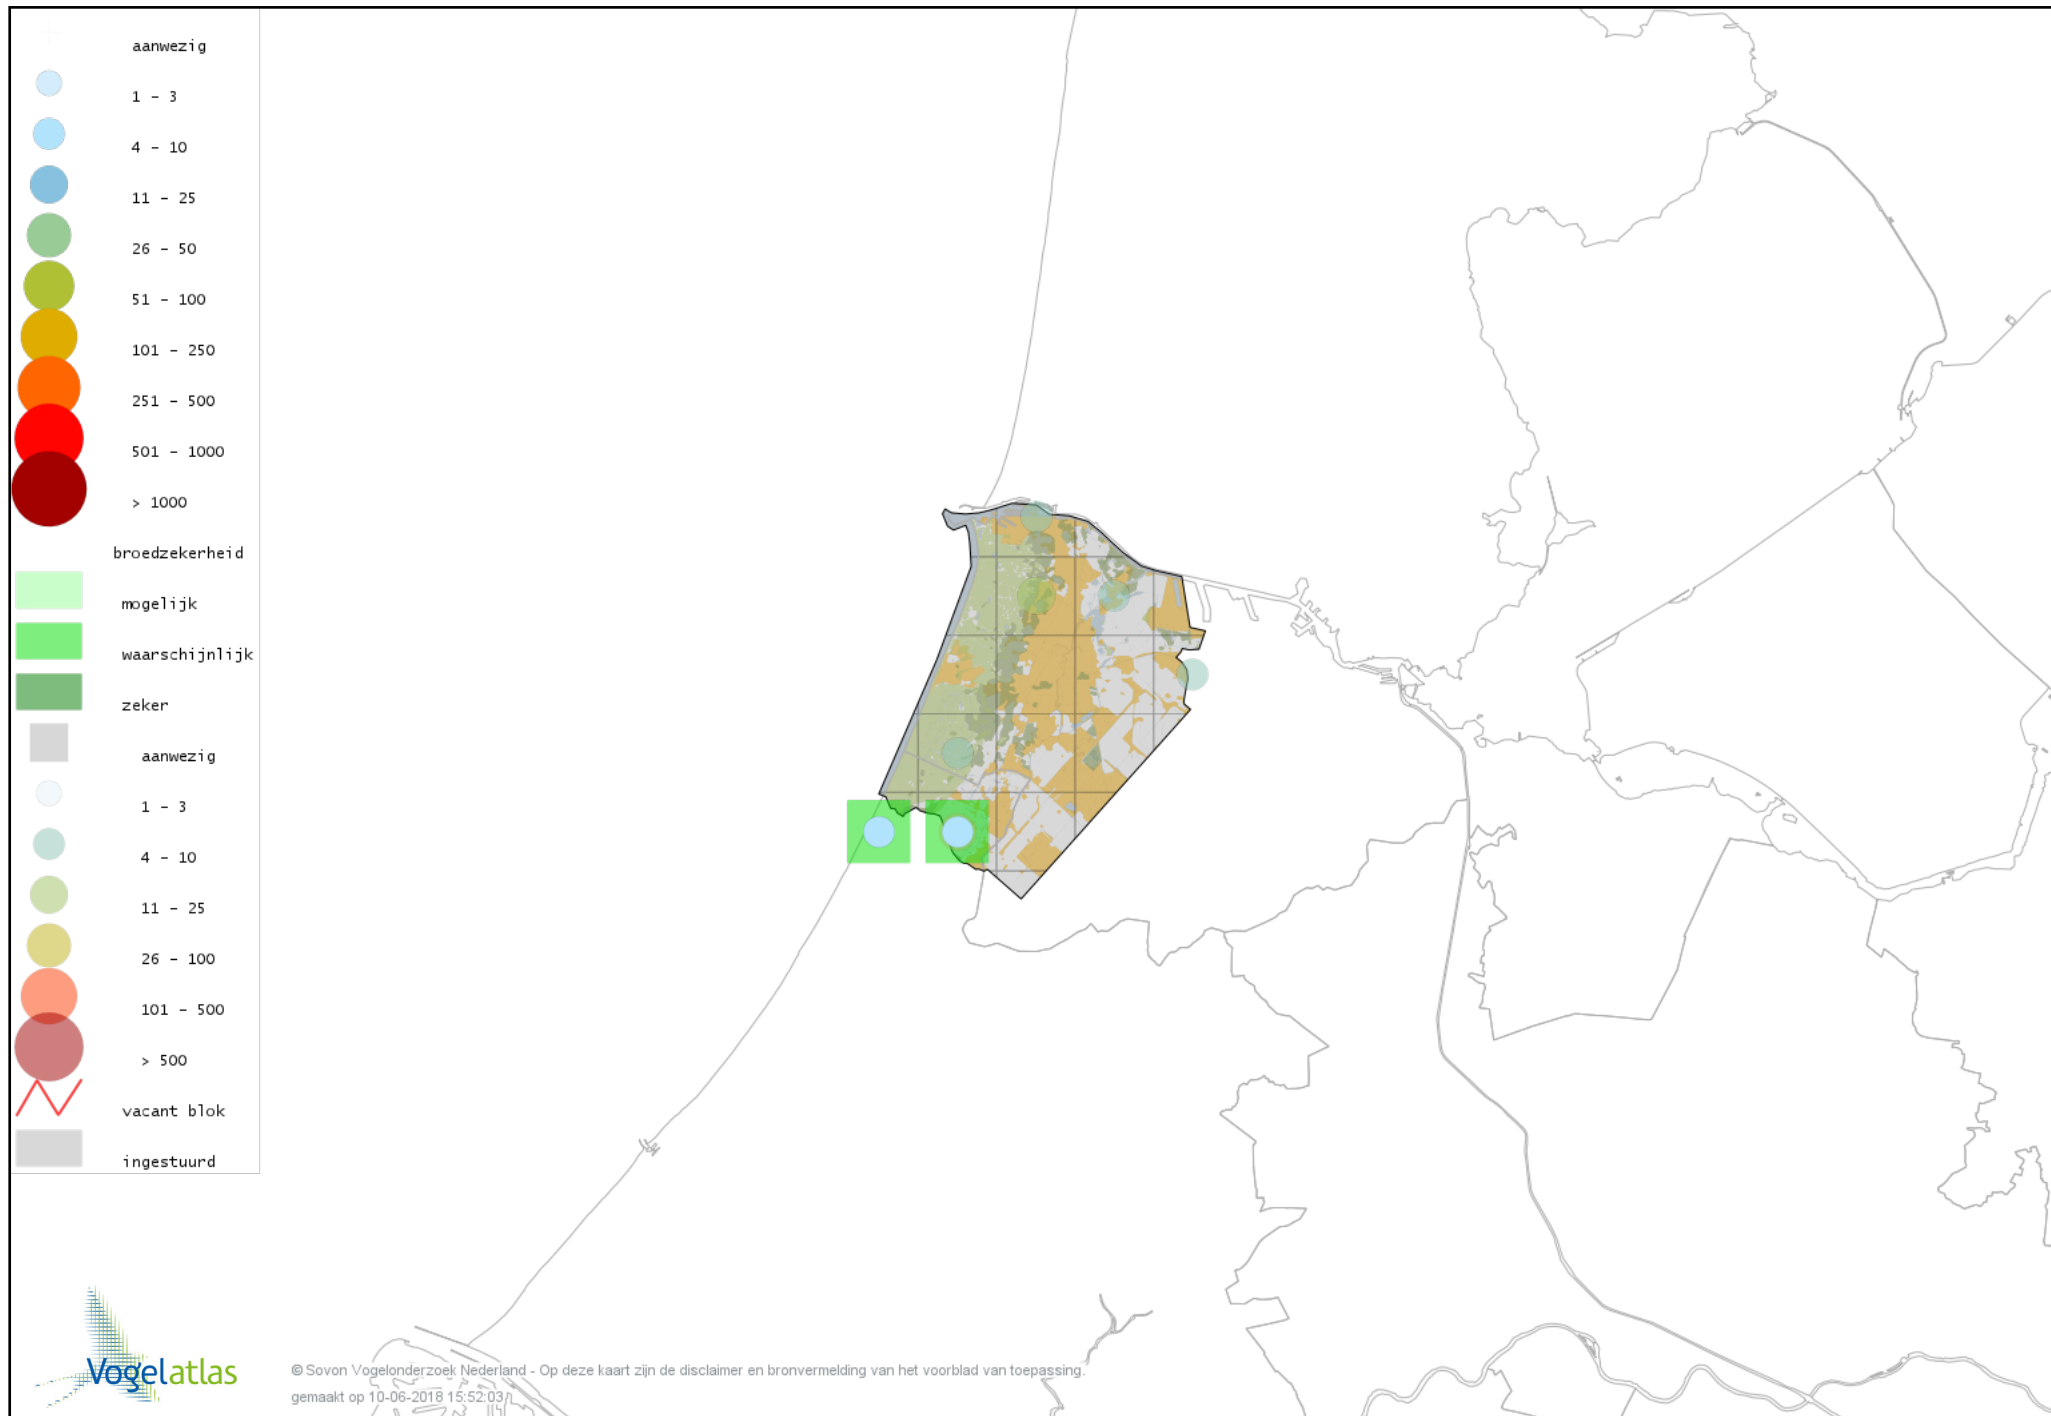 aanwezig
1 - 3
4 - 10
11 - 25
26 - 50
51 - 100
101 - 250
251 - 500
501 - 1000
> 1000
broedzekerheid
mogelijk
waarschijnlijk
zeker
aanwezig
1 - 3
4 - 10
11 - 25
26 - 100
101 - 500
> 500
vacant blok
ingestuurd
Vogelatlas
© Sovon Vogelonderzoek Nederland - Op deze kaart zijn de disclaimer en bronvermelding van het voorblad van toepassing.
gemaakt op 10-06-2018 15:52:03